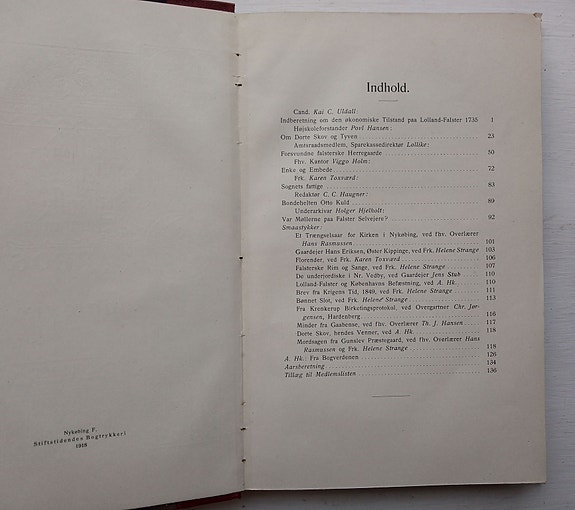 Nykøbing F.
Stiftstidendes Bogtrykkeri
1918
Indhold.
Cand. Kai C. Uldall:
Indberetning om den økonomiske Tilstand paa Lolland-Falster 1735 1
Højskoleforstander Povl Hansen:
Om Dorte Skov og Tyven 23
Amtsraadsmedlem, Sparekassedirektør Lollike:
Forsvundne falsterske Herregaarde 50
Fhv. Kantor Viggo Holm:
Enke og Embede 72
Frk. Karen Toxværd:
Sognets fattige 83
Redaktør C. C. Haugner:
Bondehelten Otto Kuld 89
Underarkivar Holger Hjelholt:
Var Møllerne paa Falster Selvejere? 92
Smaastykker:
Et Trængselsaar for Kirken i Nykøbing, ved fhv. Overlærer
Hans Rasmussen 101
Gaardejer Hans Eriksen, Øster Kippinge, ved Frk. Helene Strange 103
Florender, ved Frk. Karen Toxværd 106
Falsterske Rim og Sange, ved Frk. Helene Strange 107
De underjordiske i Nr. Vedby, ved Gaardejer Jens Stub 110
Lolland-Falster og Københavns Befæstning, ved A. Hk. 110
Brev fra Krigens Tid, 1849, ved Frk. Helene Strange 111
Bønnet Slot, ved Frk. Helene Strange 113
Fra Krenkerup Birketingsprotokol, ved Overgartner Chr. Jør-
gensen, Hardenberg 116
Minder fra Gaabense, ved fhv. Overlærer Th. J. Hansen 117
Dorte Skov, hendes Venner, ved A. Hk. 118
Mordsagen fra Gunslev Præstegaard, ved fhv. Overlærer Hans
Rasmussen og Frk. Helene Strange 118
A. Hk.: Fra Bogverdenen 126
Aarsberetning 134
Tillæg til Medlemslisten 136